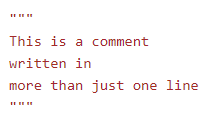 """
This is a comment
written in
more than just one line
"""